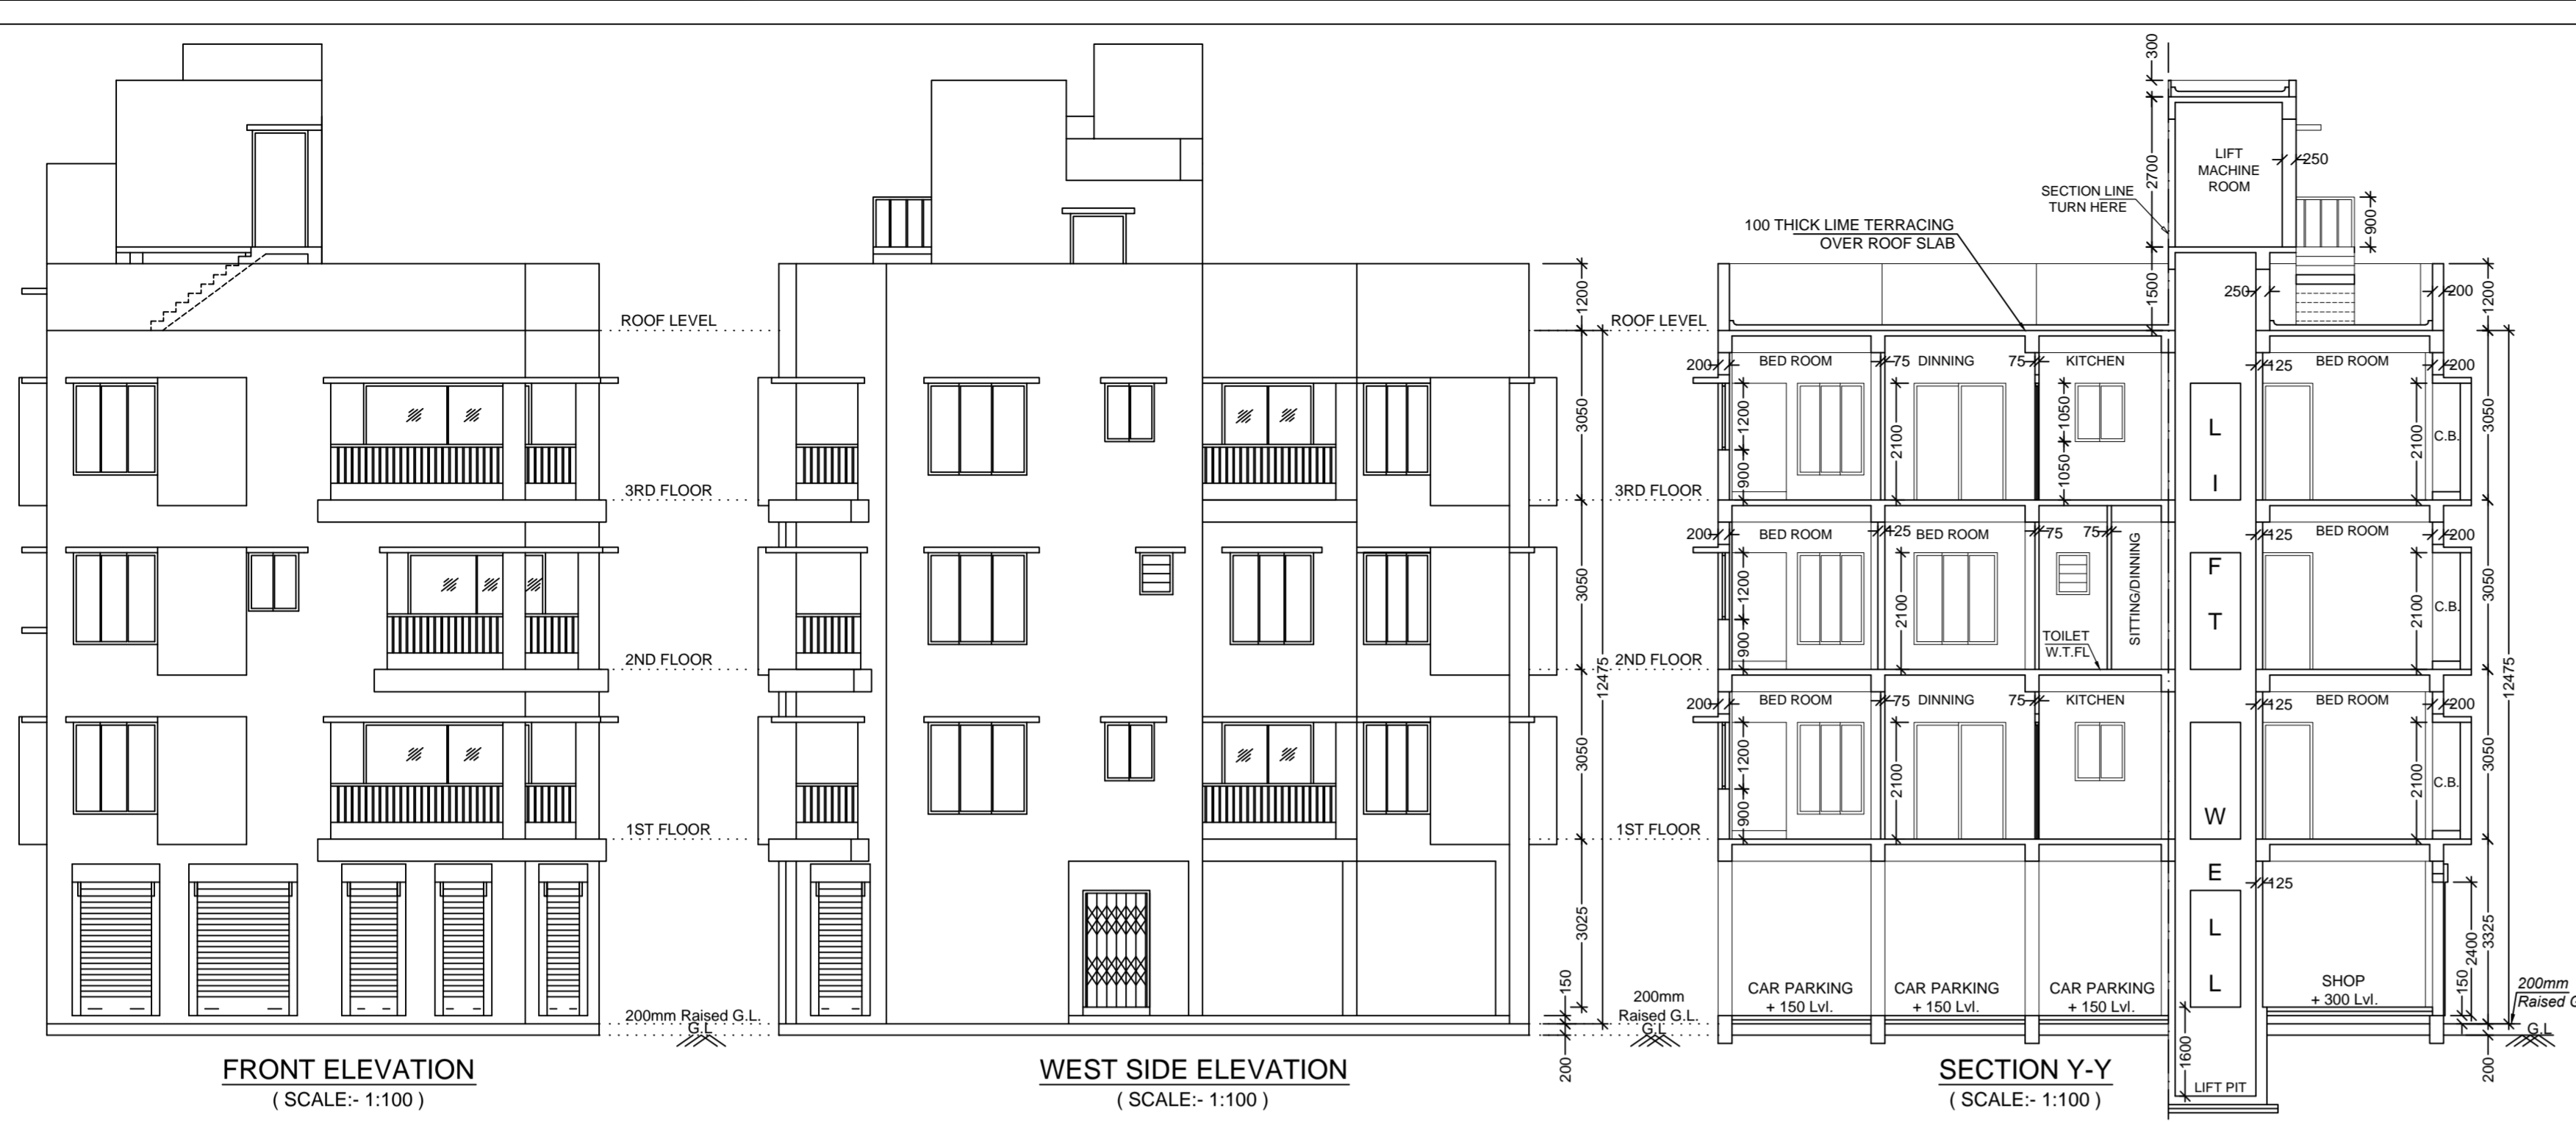 ROOF LEVEL
3RD FLOOR
2ND FLOOR
1ST FLOOR
200mm Raised G.L.
G.L
FRONT ELEVATION
( SCALE:- 1:100 )
1200
3050
3050
3050
3025
150
200
12475
WEST SIDE ELEVATION
( SCALE:- 1:100 )
ROOF LEVEL
3RD FLOOR
2ND FLOOR
1ST FLOOR
200mm
Raised G.L.
G.L
300
2700
1500
LIFT
MACHINE
ROOM
250
SECTION LINE
TURN HERE
900
100 THICK LIME TERRACING
OVER ROOF SLAB
250
200
1200
200
BED ROOM
75
DINNING
75
KITCHEN
125
BED ROOM
200
1200
900
2100
1050
1050
2100
C.B.
3050
200
BED ROOM
125
BED ROOM
75
75
SITTING/DINNING
125
BED ROOM
200
1200
900
2100
TOILET
W.T.FL
2100
C.B.
3050
12475
200
BED ROOM
75
DINNING
75
KITCHEN
125
BED ROOM
200
1200
900
2100
2100
C.B.
3050
L
I
F
T
W
E
L
L
125
CAR PARKING
+ 150 Lvl.
CAR PARKING
+ 150 Lvl.
CAR PARKING
+ 150 Lvl.
SHOP
+ 300 Lvl.
2400
3325
150
200mm
Raised G
G.L
200
1600
LIFT PIT
SECTION Y-Y
( SCALE:- 1:100 )